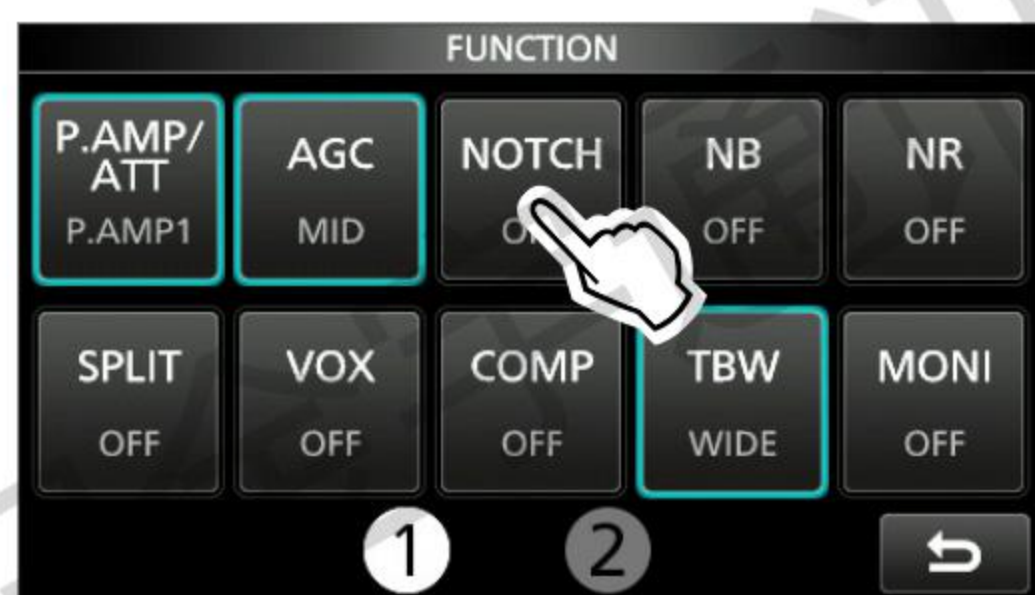 FUNCTION
P.AMP/
ATT
P.AMP1
AGC
MID
NOTCH
NB
OFF
NR
OFF
SPLIT
OFF
VOX
OFF
COMP
OFF
TBW
WIDE
MONI
OFF
1
2